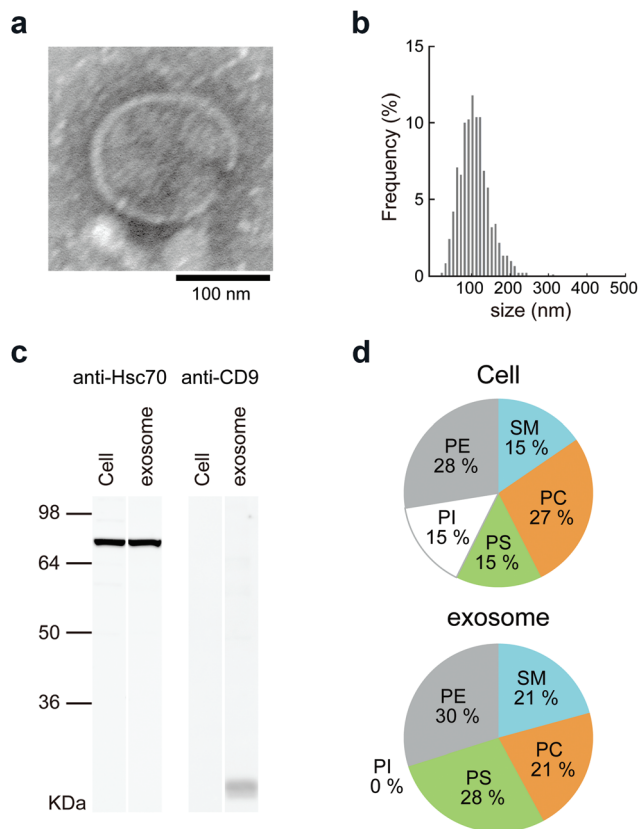 a
100 nm
b
15
10
5
0
Frequency (%)
100 200 300 400 500
size (nm)
c
anti-Hsc70 anti-CD9
Cell
exosome
Cell
exosome
98
64
50
36
KDa
d
Cell
SM
15 %
PC
27 %
PS
15 %
PI
15 %
PE
28 %
exosome
SM
21 %
PC
21 %
PS
28 %
PI
0 %
PE
30 %